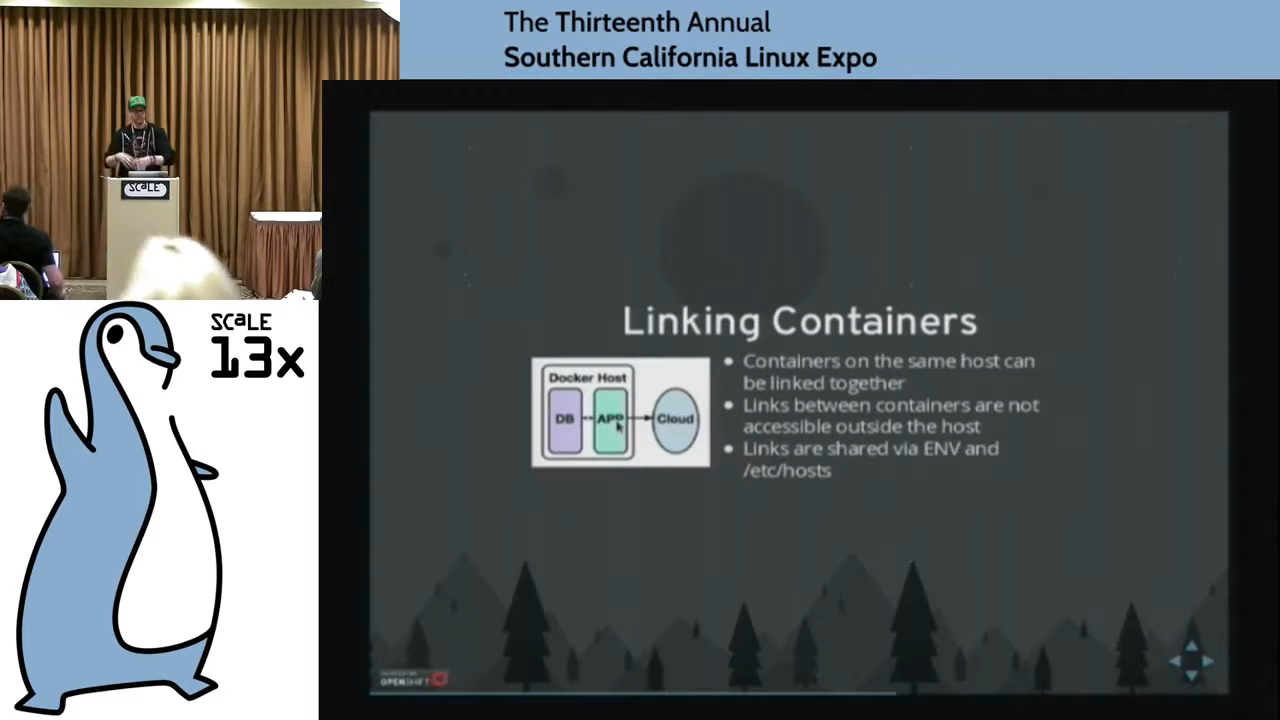 The Thirteenth Annual
Southern California Linux Expo
SCaLE
SCaLE
13x
Linking Containers
Docker Host
DB
APP
Cloud
• Containers on the same host can
be linked together
• Links between containers are not
accessible outside the host
• Links are shared via ENV and
/etc/hosts
OPENSHIFT